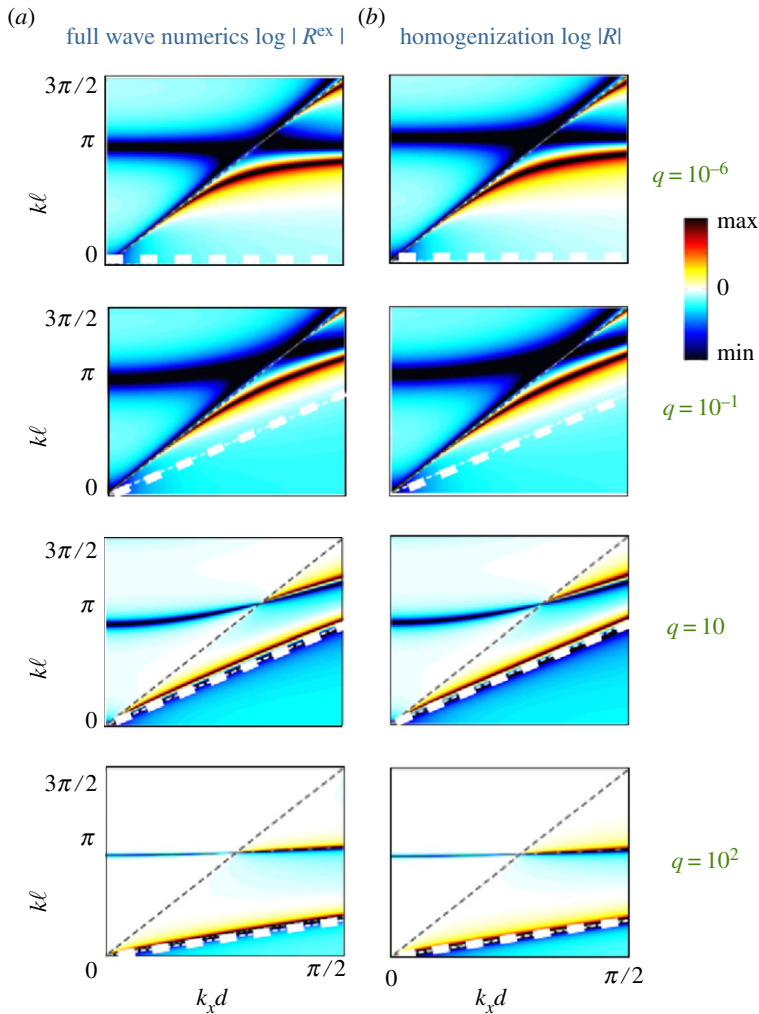 (a) (b)
full wave numerics log | R^ex | homogenization log |R|
3π/2
π
kℓ
0
q = 10^–6
max
0
min
3π/2
π
kℓ
0
q = 10^–1
3π/2
π
kℓ
0
q = 10
3π/2
π
kℓ
0
q = 10^2
π/2 0 π/2
k_x d k_x d